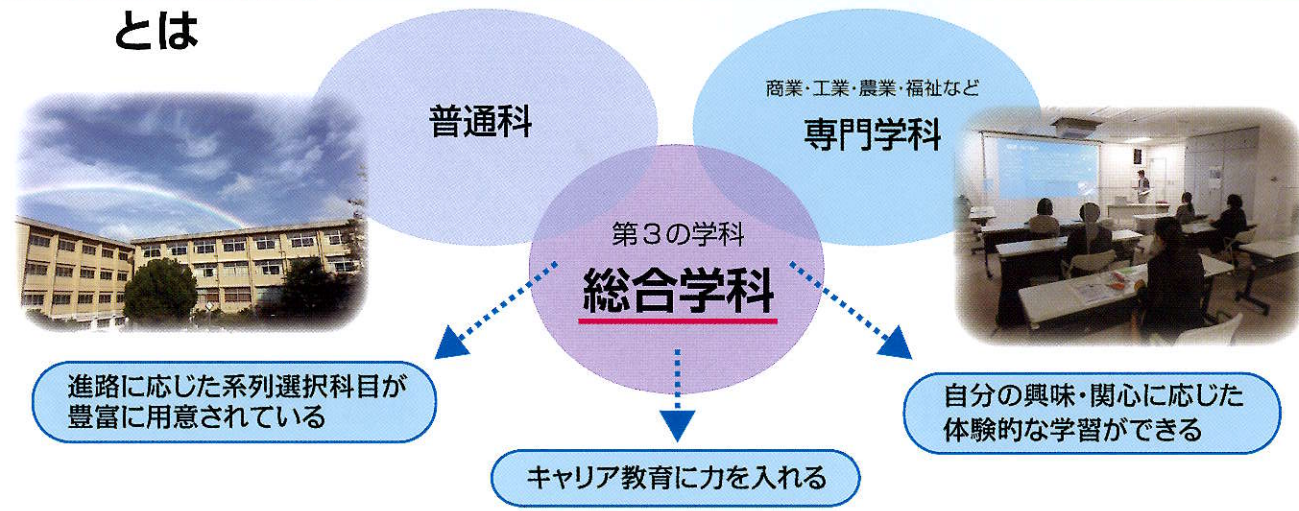 とは
普通科
商業・工業・農業・福祉など
専門学科
第3の学科
総合学科
進路に応じた系列選択科目が
豊富に用意されている
キャリア教育に力を入れる
自分の興味・関心に応じた
体験的な学習ができる